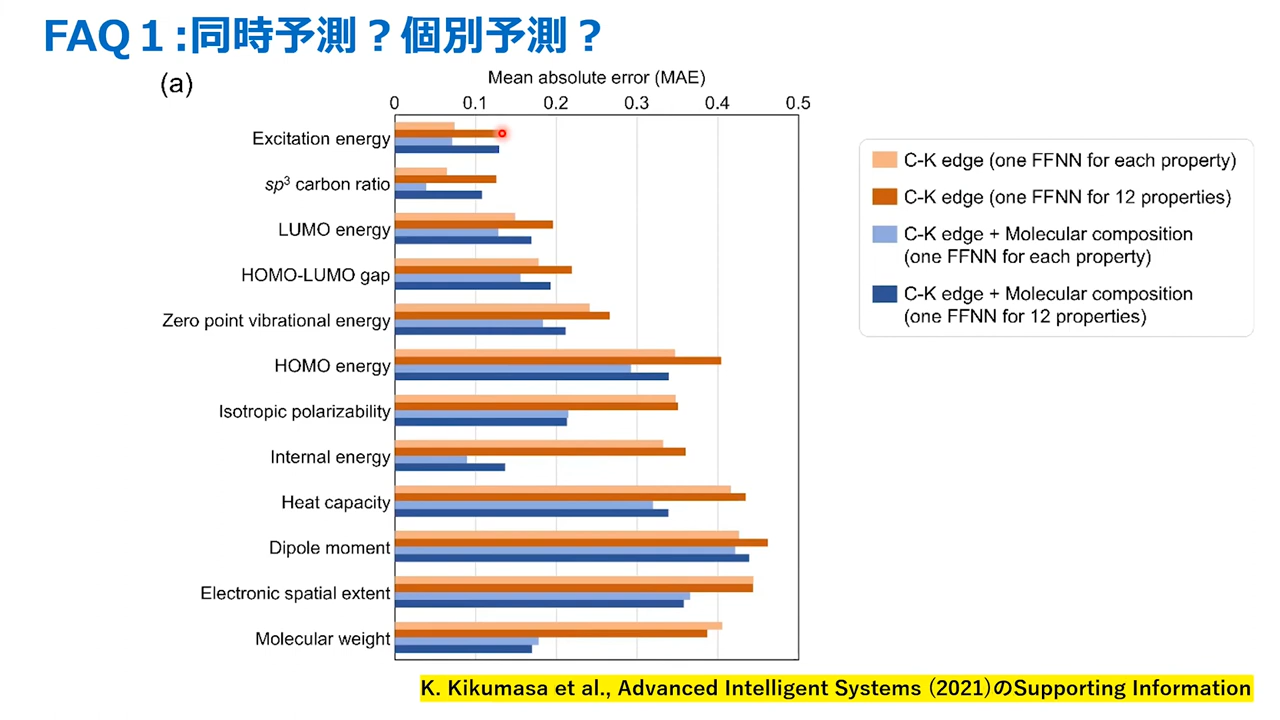 FAQ１:同時予測？個別予測？
(a)
Mean absolute error (MAE)
0 0.1 0.2 0.3 0.4 0.5
Excitation energy
sp³ carbon ratio
LUMO energy
HOMO-LUMO gap
Zero point vibrational energy
HOMO energy
Isotropic polarizability
Internal energy
Heat capacity
Dipole moment
Electronic spatial extent
Molecular weight
C-K edge (one FFNN for each property)
C-K edge (one FFNN for 12 properties)
C-K edge + Molecular composition
(one FFNN for each property)
C-K edge + Molecular composition
(one FFNN for 12 properties)
K. Kikumasa et al., Advanced Intelligent Systems (2021)のSupporting Information